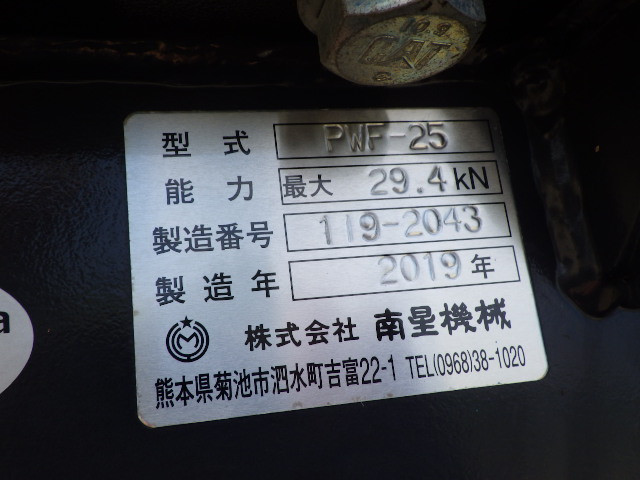 109
CAT
型式 PWF-25
能力 最大 29.4kN
製造番号 119-2043
製造年 2019年
株式会社 南星機械
熊本県菊池市泗水町吉富22-1 TEL(0968)38-1020
a